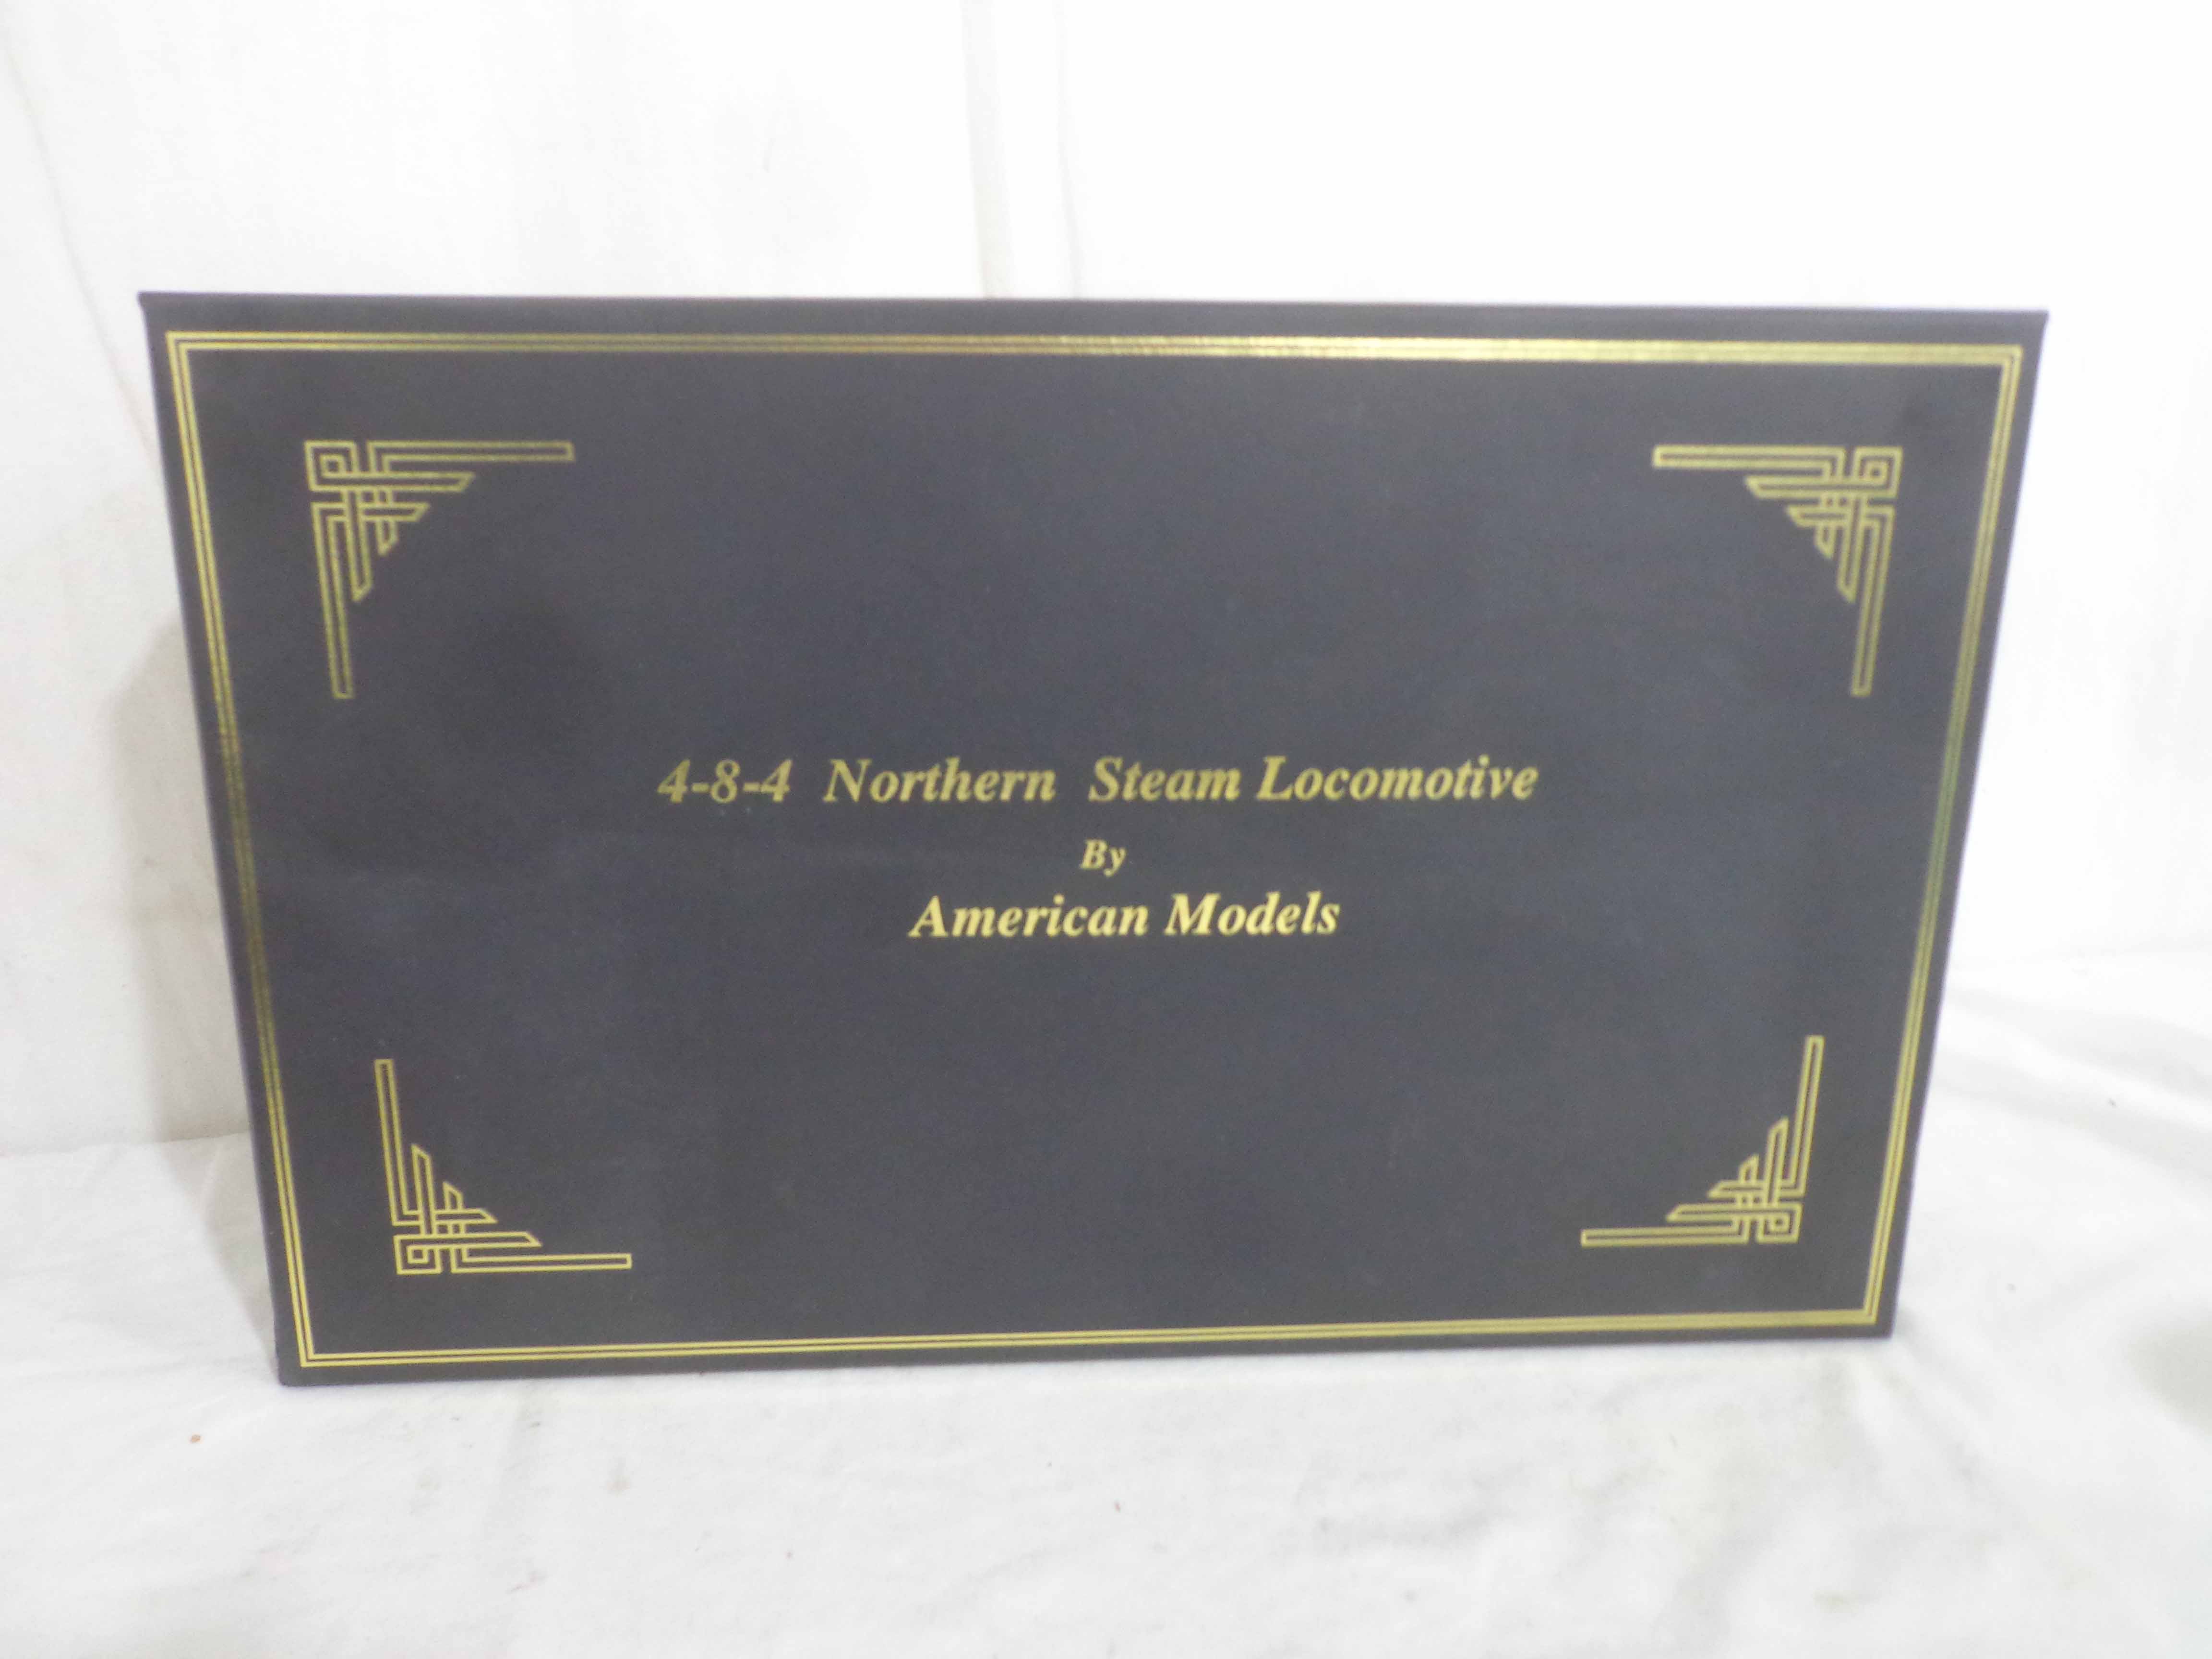 4-8-4 Northern Steam Locomotive
By
American Models